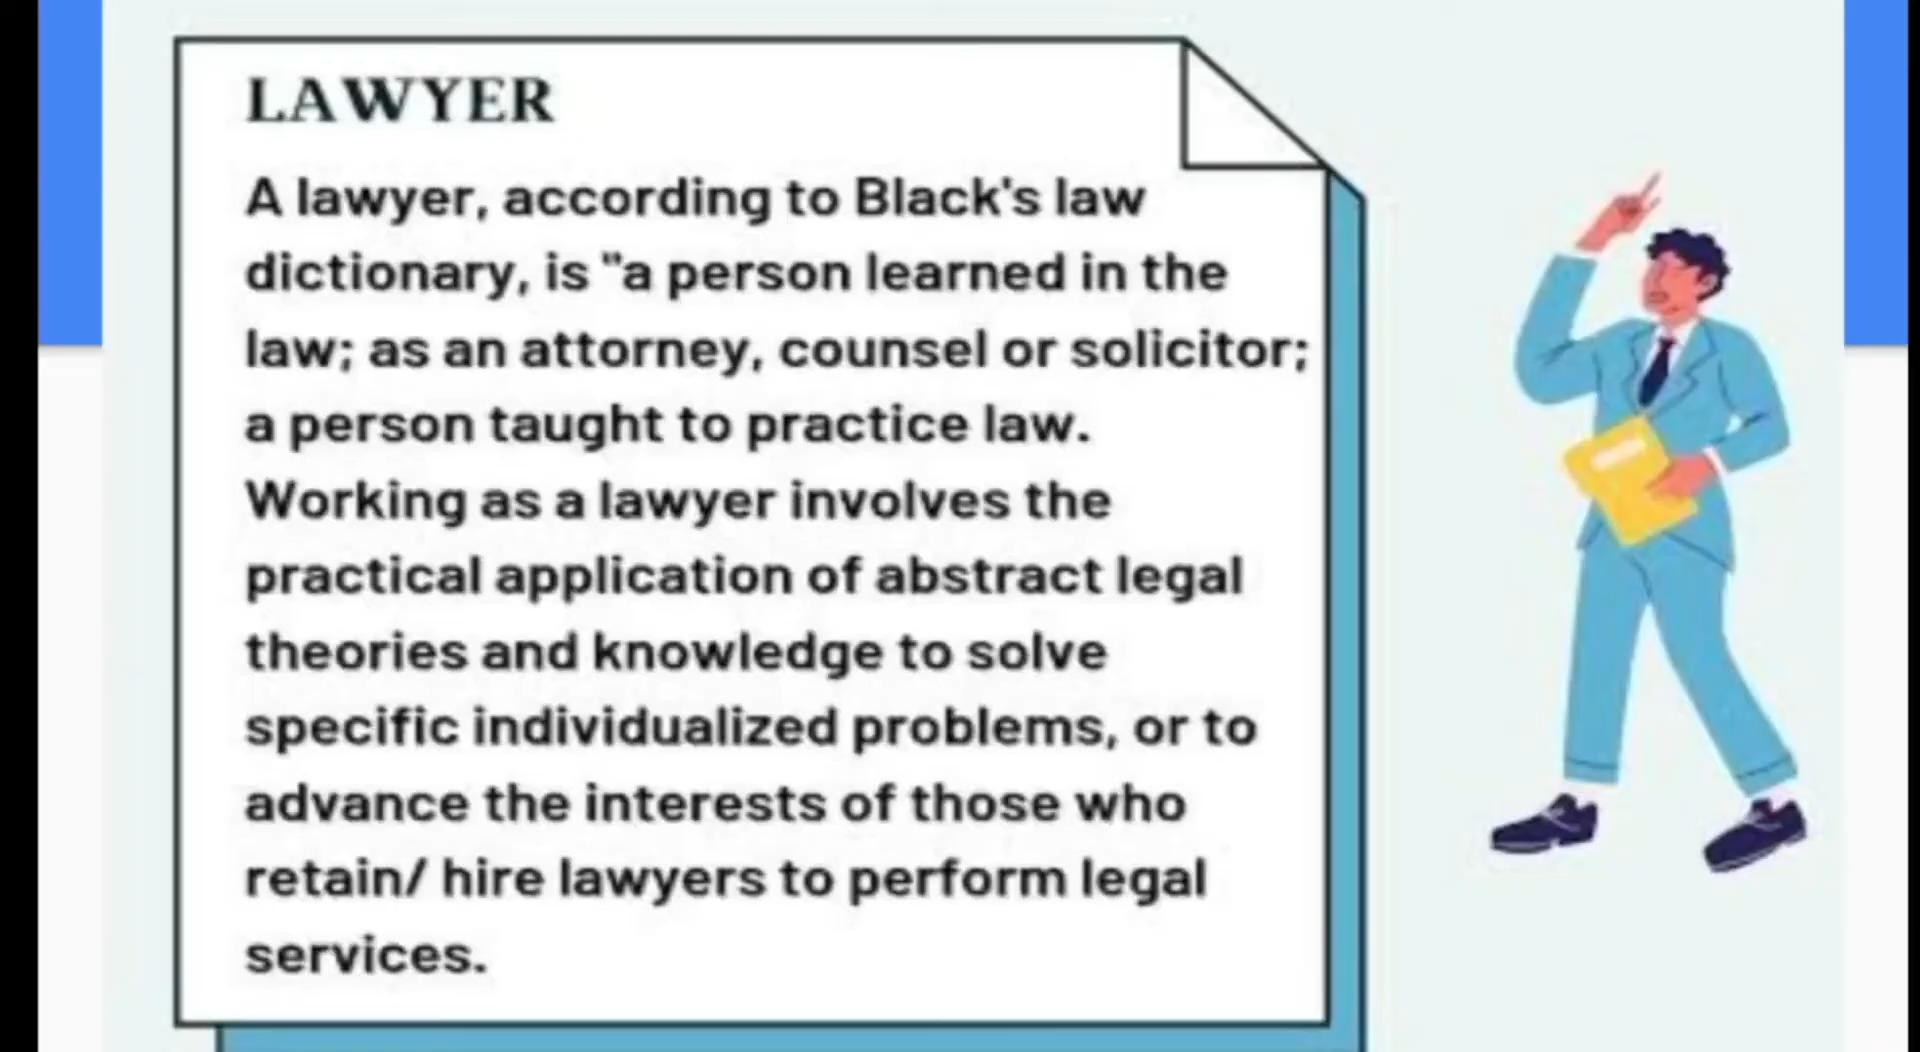 LAWYER
A lawyer, according to Black's law
dictionary, is "a person learned in the
law; as an attorney, counsel or solicitor;
a person taught to practice law.
Working as a lawyer involves the
practical application of abstract legal
theories and knowledge to solve
specific individualized problems, or to
advance the interests of those who
retain/ hire lawyers to perform legal
services.